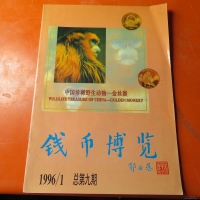 中国珍稀野生动物—金丝猴
WILDLIFE TREASURE OF CHINA—GOLDEN MONKEY
钱币博览
1996/1 总第九期